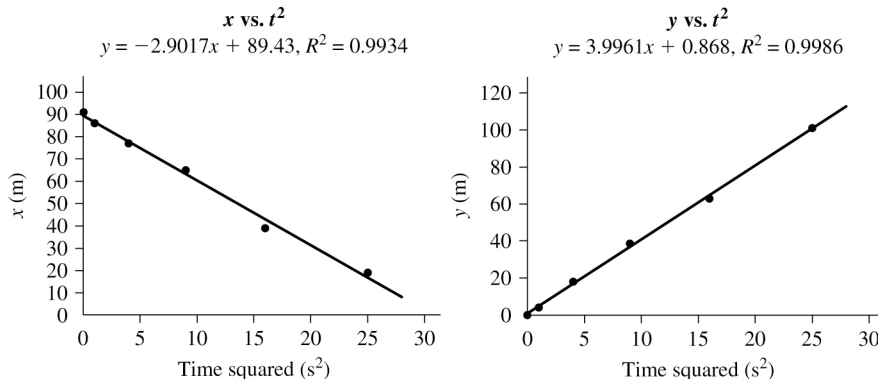 x vs. t²
y = −2.9017x + 89.43, R² = 0.9934
100
90
80
70
60
50
40
30
20
10
0
x (m)
0 5 10 15 20 25 30
Time squared (s²)
y vs. t²
y = 3.9961x + 0.868, R² = 0.9986
120
100
80
60
40
20
0
y (m)
0 5 10 15 20 25 30
Time squared (s²)